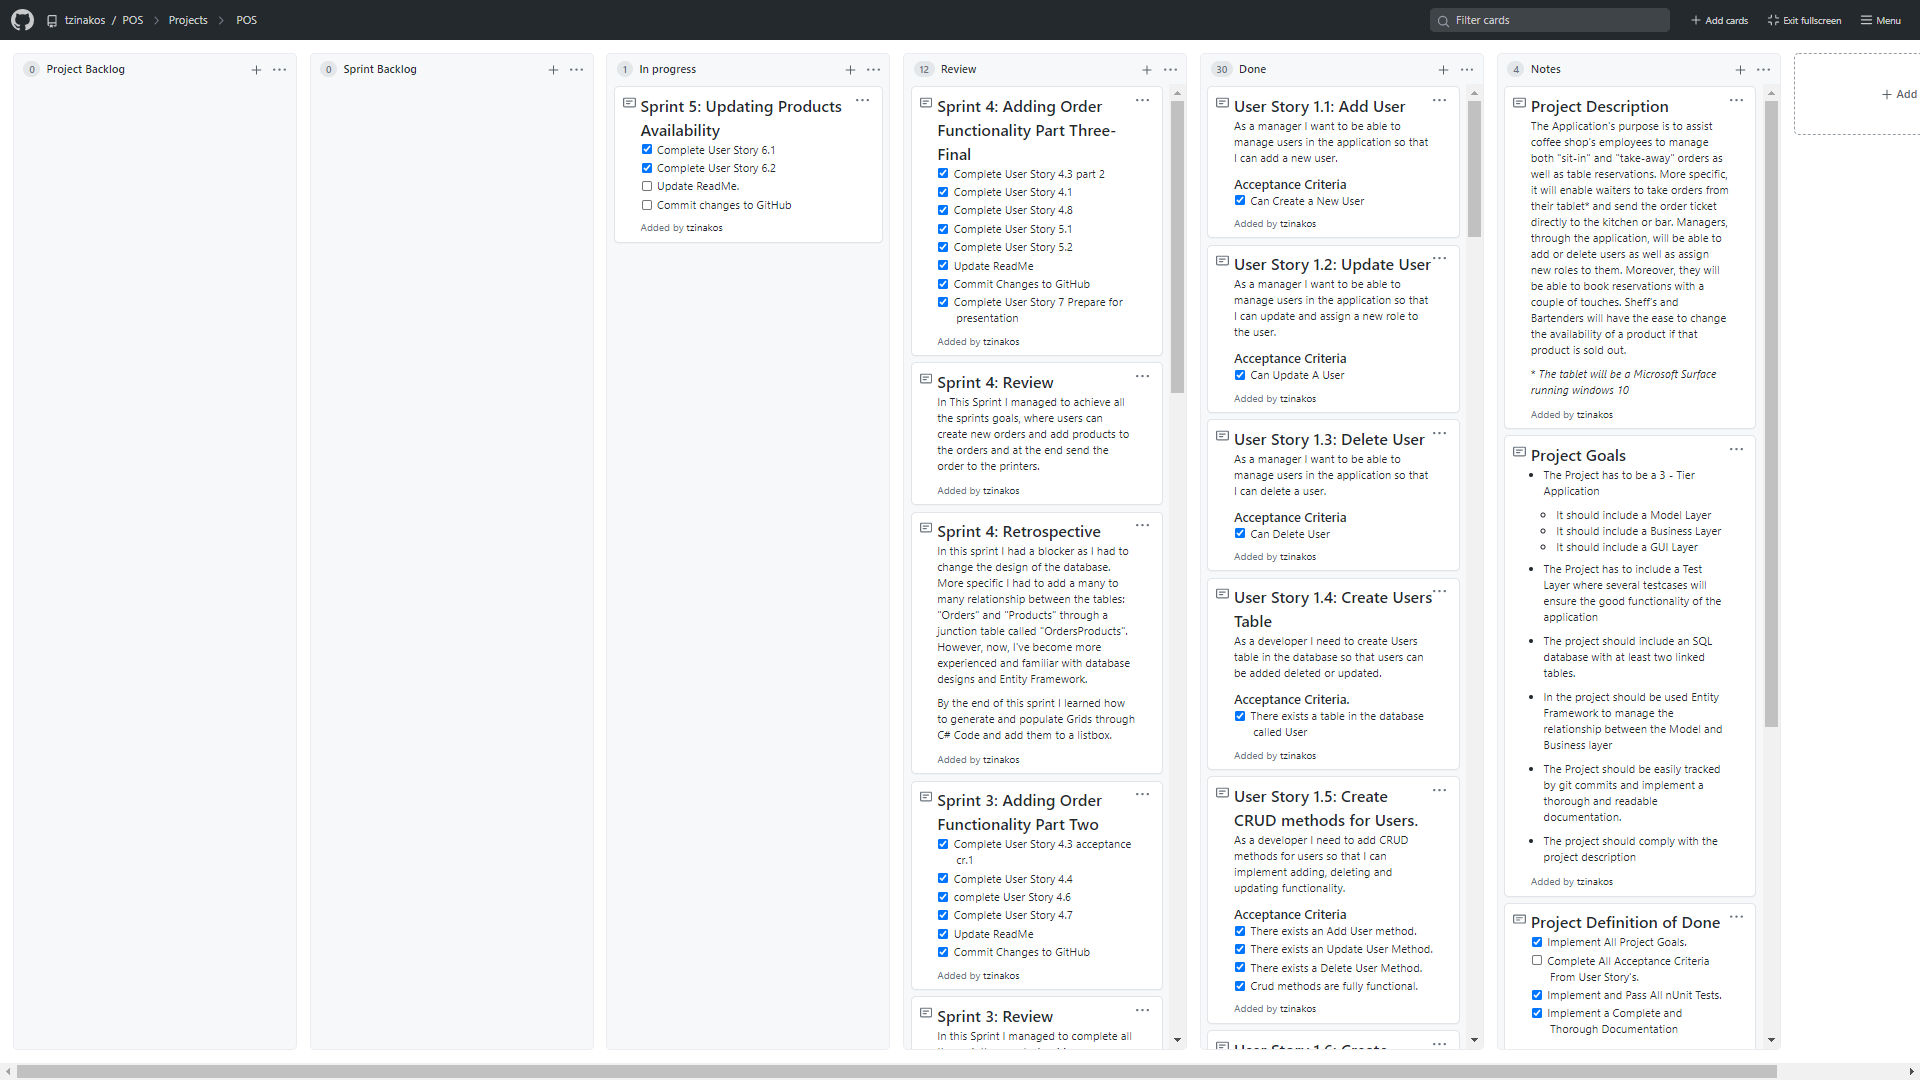 tzinakos / POS > Projects > POS
Filter cards
+ Add cards
Exit fullscreen
Menu
0 Project Backlog
0 Sprint Backlog
1 In progress
Sprint 5: Updating Products
Availability
Complete User Story 6.1
Complete User Story 6.2
Update ReadMe.
Commit changes to GitHub
Added by tzinakos
12 Review
Sprint 4: Adding Order
Functionality Part Three-
Final
Complete User Story 4.3 part 2
Complete User Story 4.1
Complete User Story 4.8
Complete User Story 5.1
Complete User Story 5.2
Update ReadMe
Commit Changes to GitHub
Complete User Story 7 Prepare for
presentation
Added by tzinakos
Sprint 4: Review
In This Sprint I managed to achieve all
the sprints goals, where users can
create new orders and add products to
the orders and at the end send the
order to the printers.
Added by tzinakos
Sprint 4: Retrospective
In this sprint I had a blocker as I had to
change the design of the database.
More specific I had to add a many to
many relationship between the tables:
"Orders" and "Products" through a
junction table called "OrdersProducts".
However, now, I've become more
experienced and familiar with database
designs and Entity Framework.
By the end of this sprint I learned how
to generate and populate Grids through
C# Code and add them to a listbox.
Added by tzinakos
Sprint 3: Adding Order
Functionality Part Two
Complete User Story 4.3 acceptance
cr.1
Complete User Story 4.4
complete User Story 4.6
Complete User Story 4.7
Update ReadMe
Commit Changes to GitHub
Added by tzinakos
Sprint 3: Review
In this Sprint I managed to complete all
30 Done
User Story 1.1: Add User
As a manager I want to be able to
manage users in the application so that
I can add a new user.
Acceptance Criteria
Can Create a New User
Added by tzinakos
User Story 1.2: Update User
As a manager I want to be able to
manage users in the application so that
I can update and assign a new role to
the user.
Acceptance Criteria
Can Update A User
Added by tzinakos
User Story 1.3: Delete User
As a manager I want to be able to
manage users in the application so that
I can delete a user.
Acceptance Criteria
Can Delete User
Added by tzinakos
User Story 1.4: Create Users
Table
As a developer I need to create Users
table in the database so that users can
be added deleted or updated.
Acceptance Criteria.
There exists a table in the database
called User
Added by tzinakos
User Story 1.5: Create
CRUD methods for Users.
As a developer I need to add CRUD
methods for users so that I can
implement adding, deleting and
updating functionality.
Acceptance Criteria
There exists an Add User method.
There exists an Update User Method.
There exists a Delete User Method.
Crud methods are fully functional.
Added by tzinakos
User Story 1.6: Create
4 Notes
Project Description
The Application's purpose is to assist
coffee shop's employees to manage
both "sit-in" and "take-away" orders as
well as table reservations. More specific,
it will enable waiters to take orders from
their tablet* and send the order ticket
directly to the kitchen or bar. Managers,
through the application, will be able to
add or delete users as well as assign
new roles to them. Moreover, they will
be able to book reservations with a
couple of touches. Sheff's and
Bartenders will have the ease to change
the availability of a product if that
product is sold out.
* The tablet will be a Microsoft Surface
running windows 10
Added by tzinakos
Project Goals
The Project has to be a 3 - Tier
Application
It should include a Model Layer
It should include a Business Layer
It should include a GUI Layer
The Project has to include a Test
Layer where several testcases will
ensure the good functionality of the
application
The project should include an SQL
database with at least two linked
tables.
In the project should be used Entity
Framework to manage the
relationship between the Model and
Business layer
The Project should be easily tracked
by git commits and implement a
thorough and readable
documentation.
The project should comply with the
project description
Added by tzinakos
Project Definition of Done
Implement All Project Goals.
Complete All Acceptance Criteria
From User Story's.
Implement and Pass All nUnit Tests.
Implement a Complete and
Thorough Documentation
+ Add